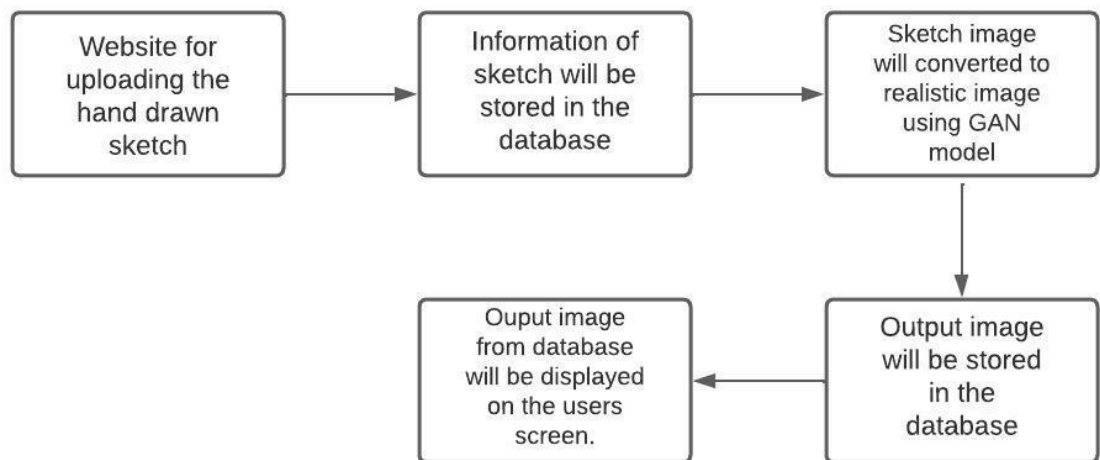 Website for
uploading the
hand drawn
sketch
Information of
sketch will be
stored in the
database
Sketch image
will converted to
realistic image
using GAN
model
Output image
will be stored
in the
database
Ouput image
from database
will be displayed
on the users
screen.